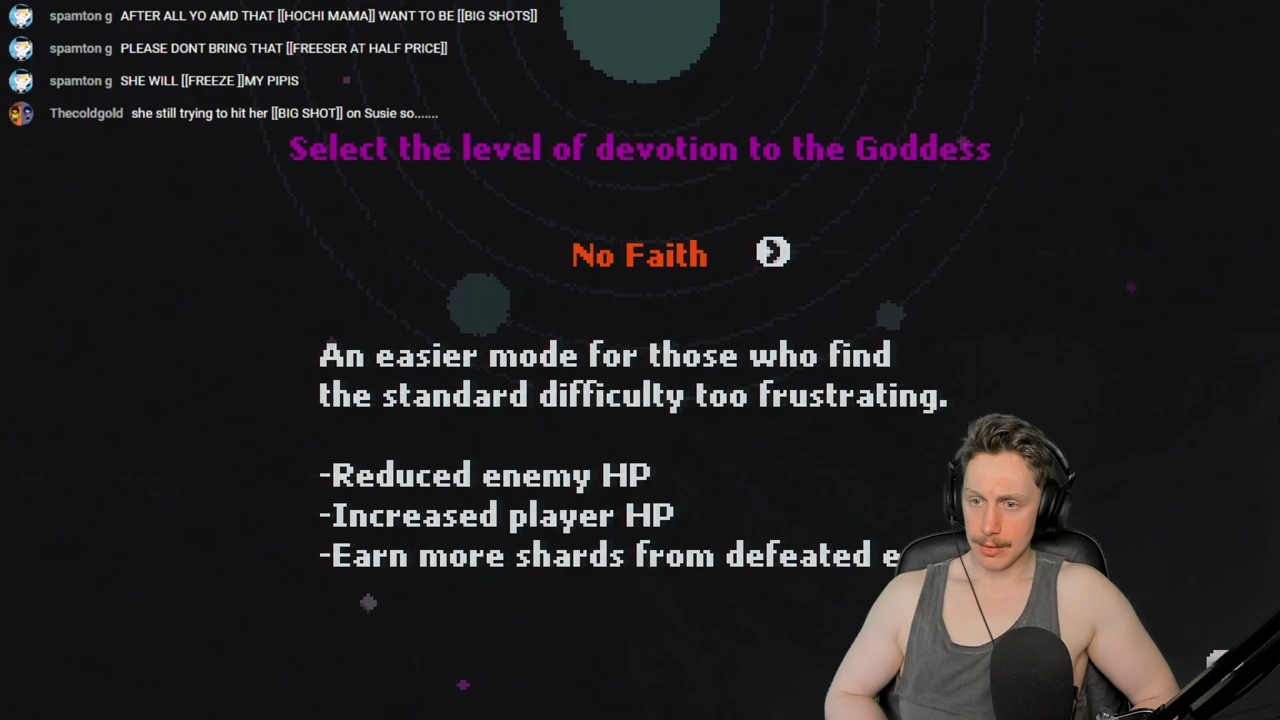 spamton g AFTER ALL YO AMD THAT [[HOCHI MAMA]] WANT TO BE [[BIG SHOTS]]
spamton g PLEASE DONT BRING THAT [[FREESER AT HALF PRICE]]
spamton g SHE WILL [[FREEZE ]]MY PIPIS
Thecoldgold she still trying to hit her [[BIG SHOT]] on Susie so.......
Select the level of devotion to the Goddess
No Faith
An easier mode for those who find
the standard difficulty too frustrating.
-Reduced enemy HP
-Increased player HP
-Earn more shards from defeated